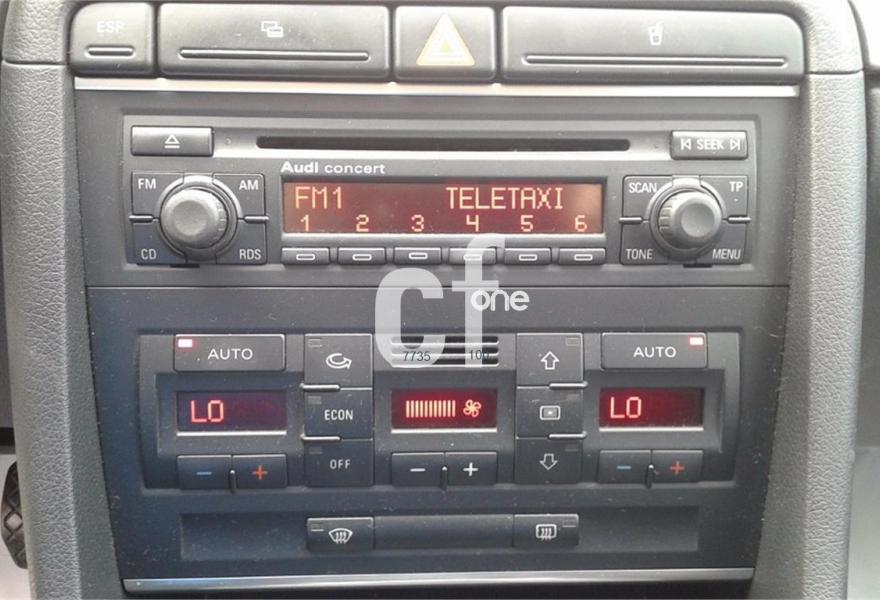 ESP
SEEK
Audi concert
FM AM
FM1 TELETAXI
1 2 3 4 5 6
SCAN TP
CD RDS
TONE MENU
cf one
7735 100
AUTO
AUTO
LO
ECON
LO
OFF